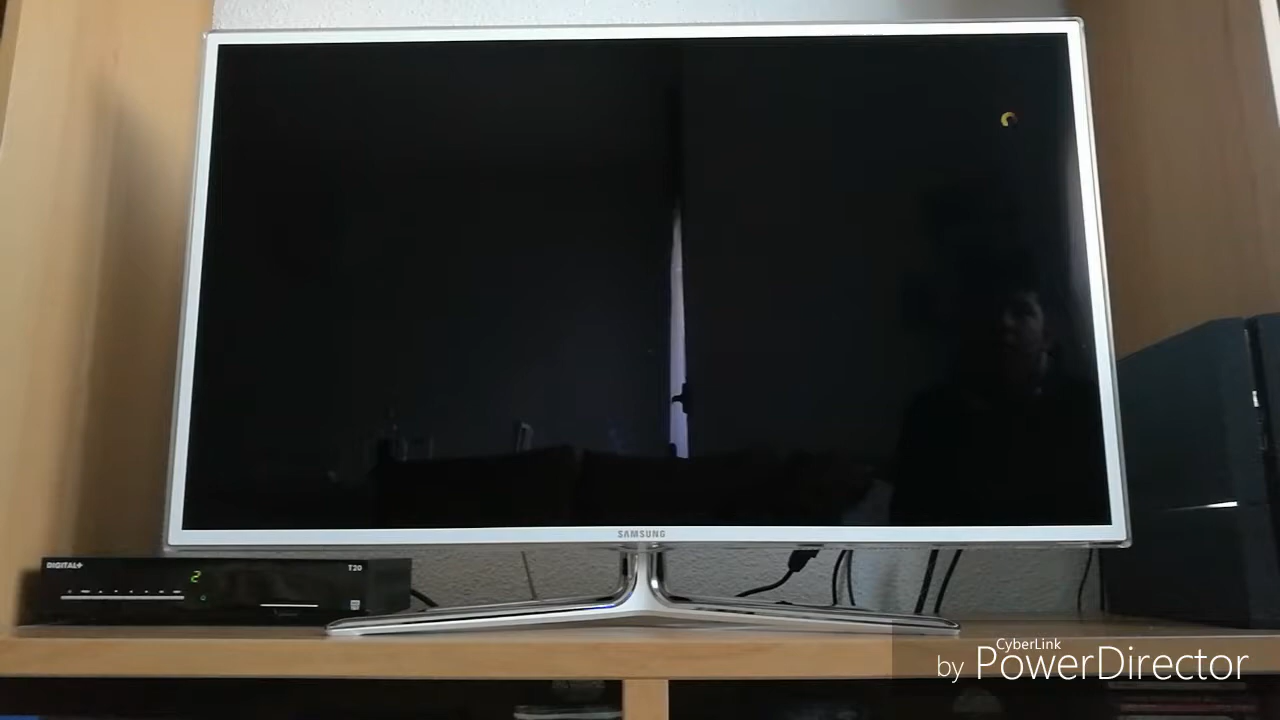 SAMSUNG
DIGITAL+
2
T20
CyberLink
by PowerDirector